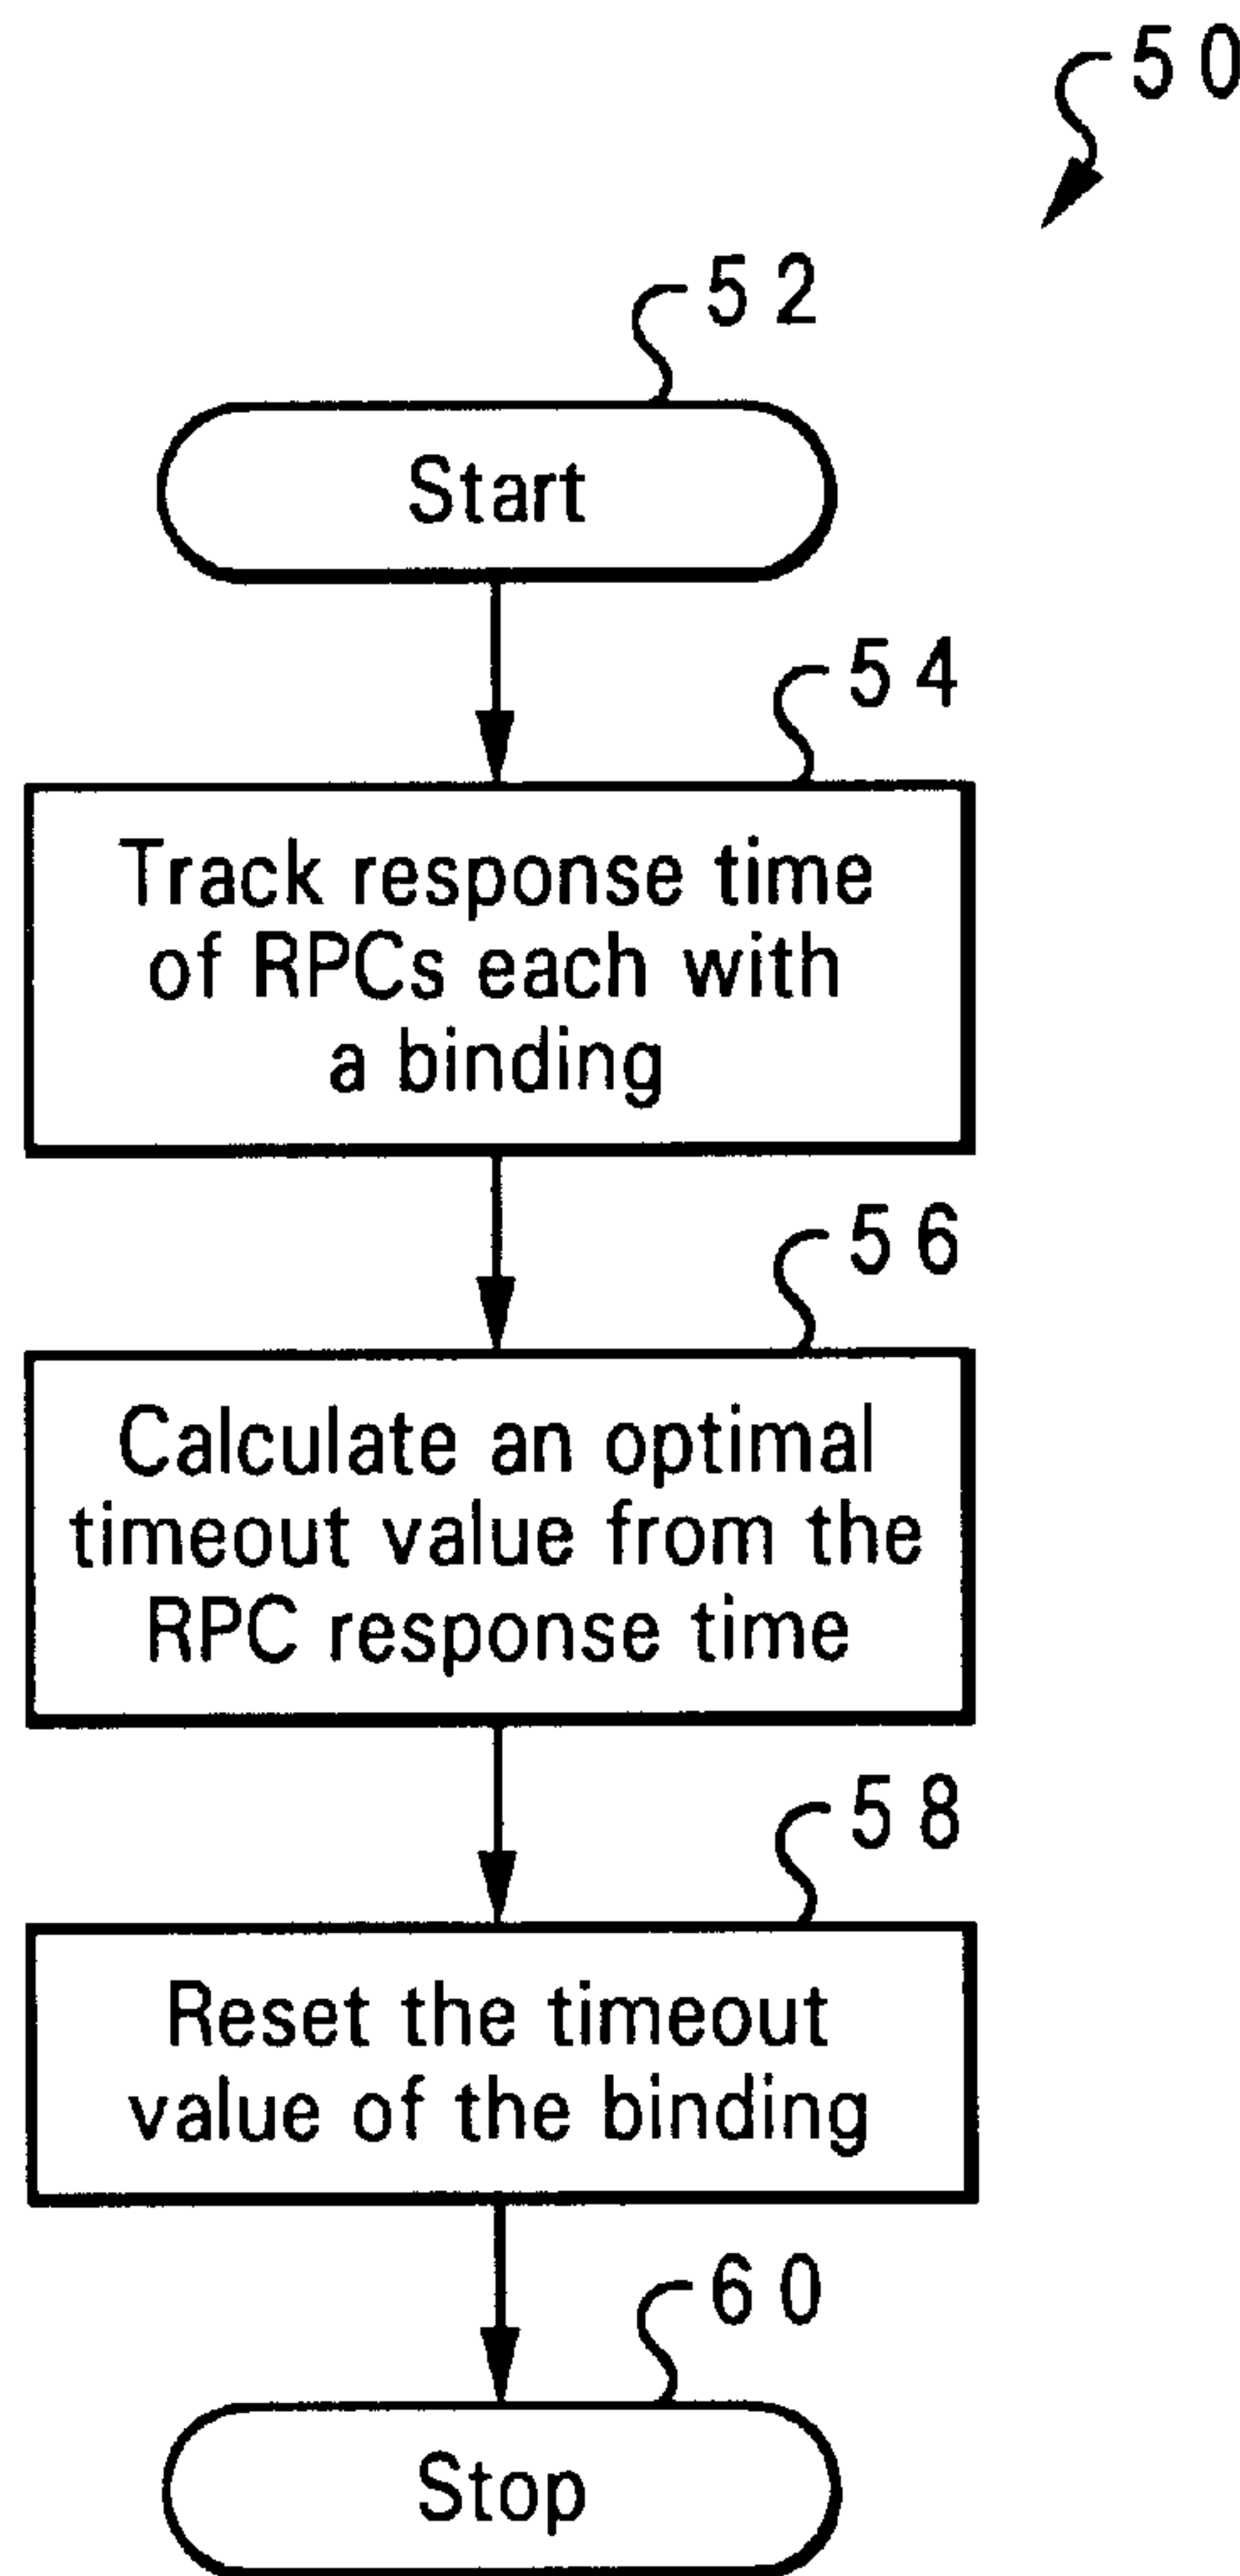 50
52
Start
54
Track response time
of RPCs each with
a binding
56
Calculate an optimal
timeout value from the
RPC response time
58
Reset the timeout
value of the binding
60
Stop